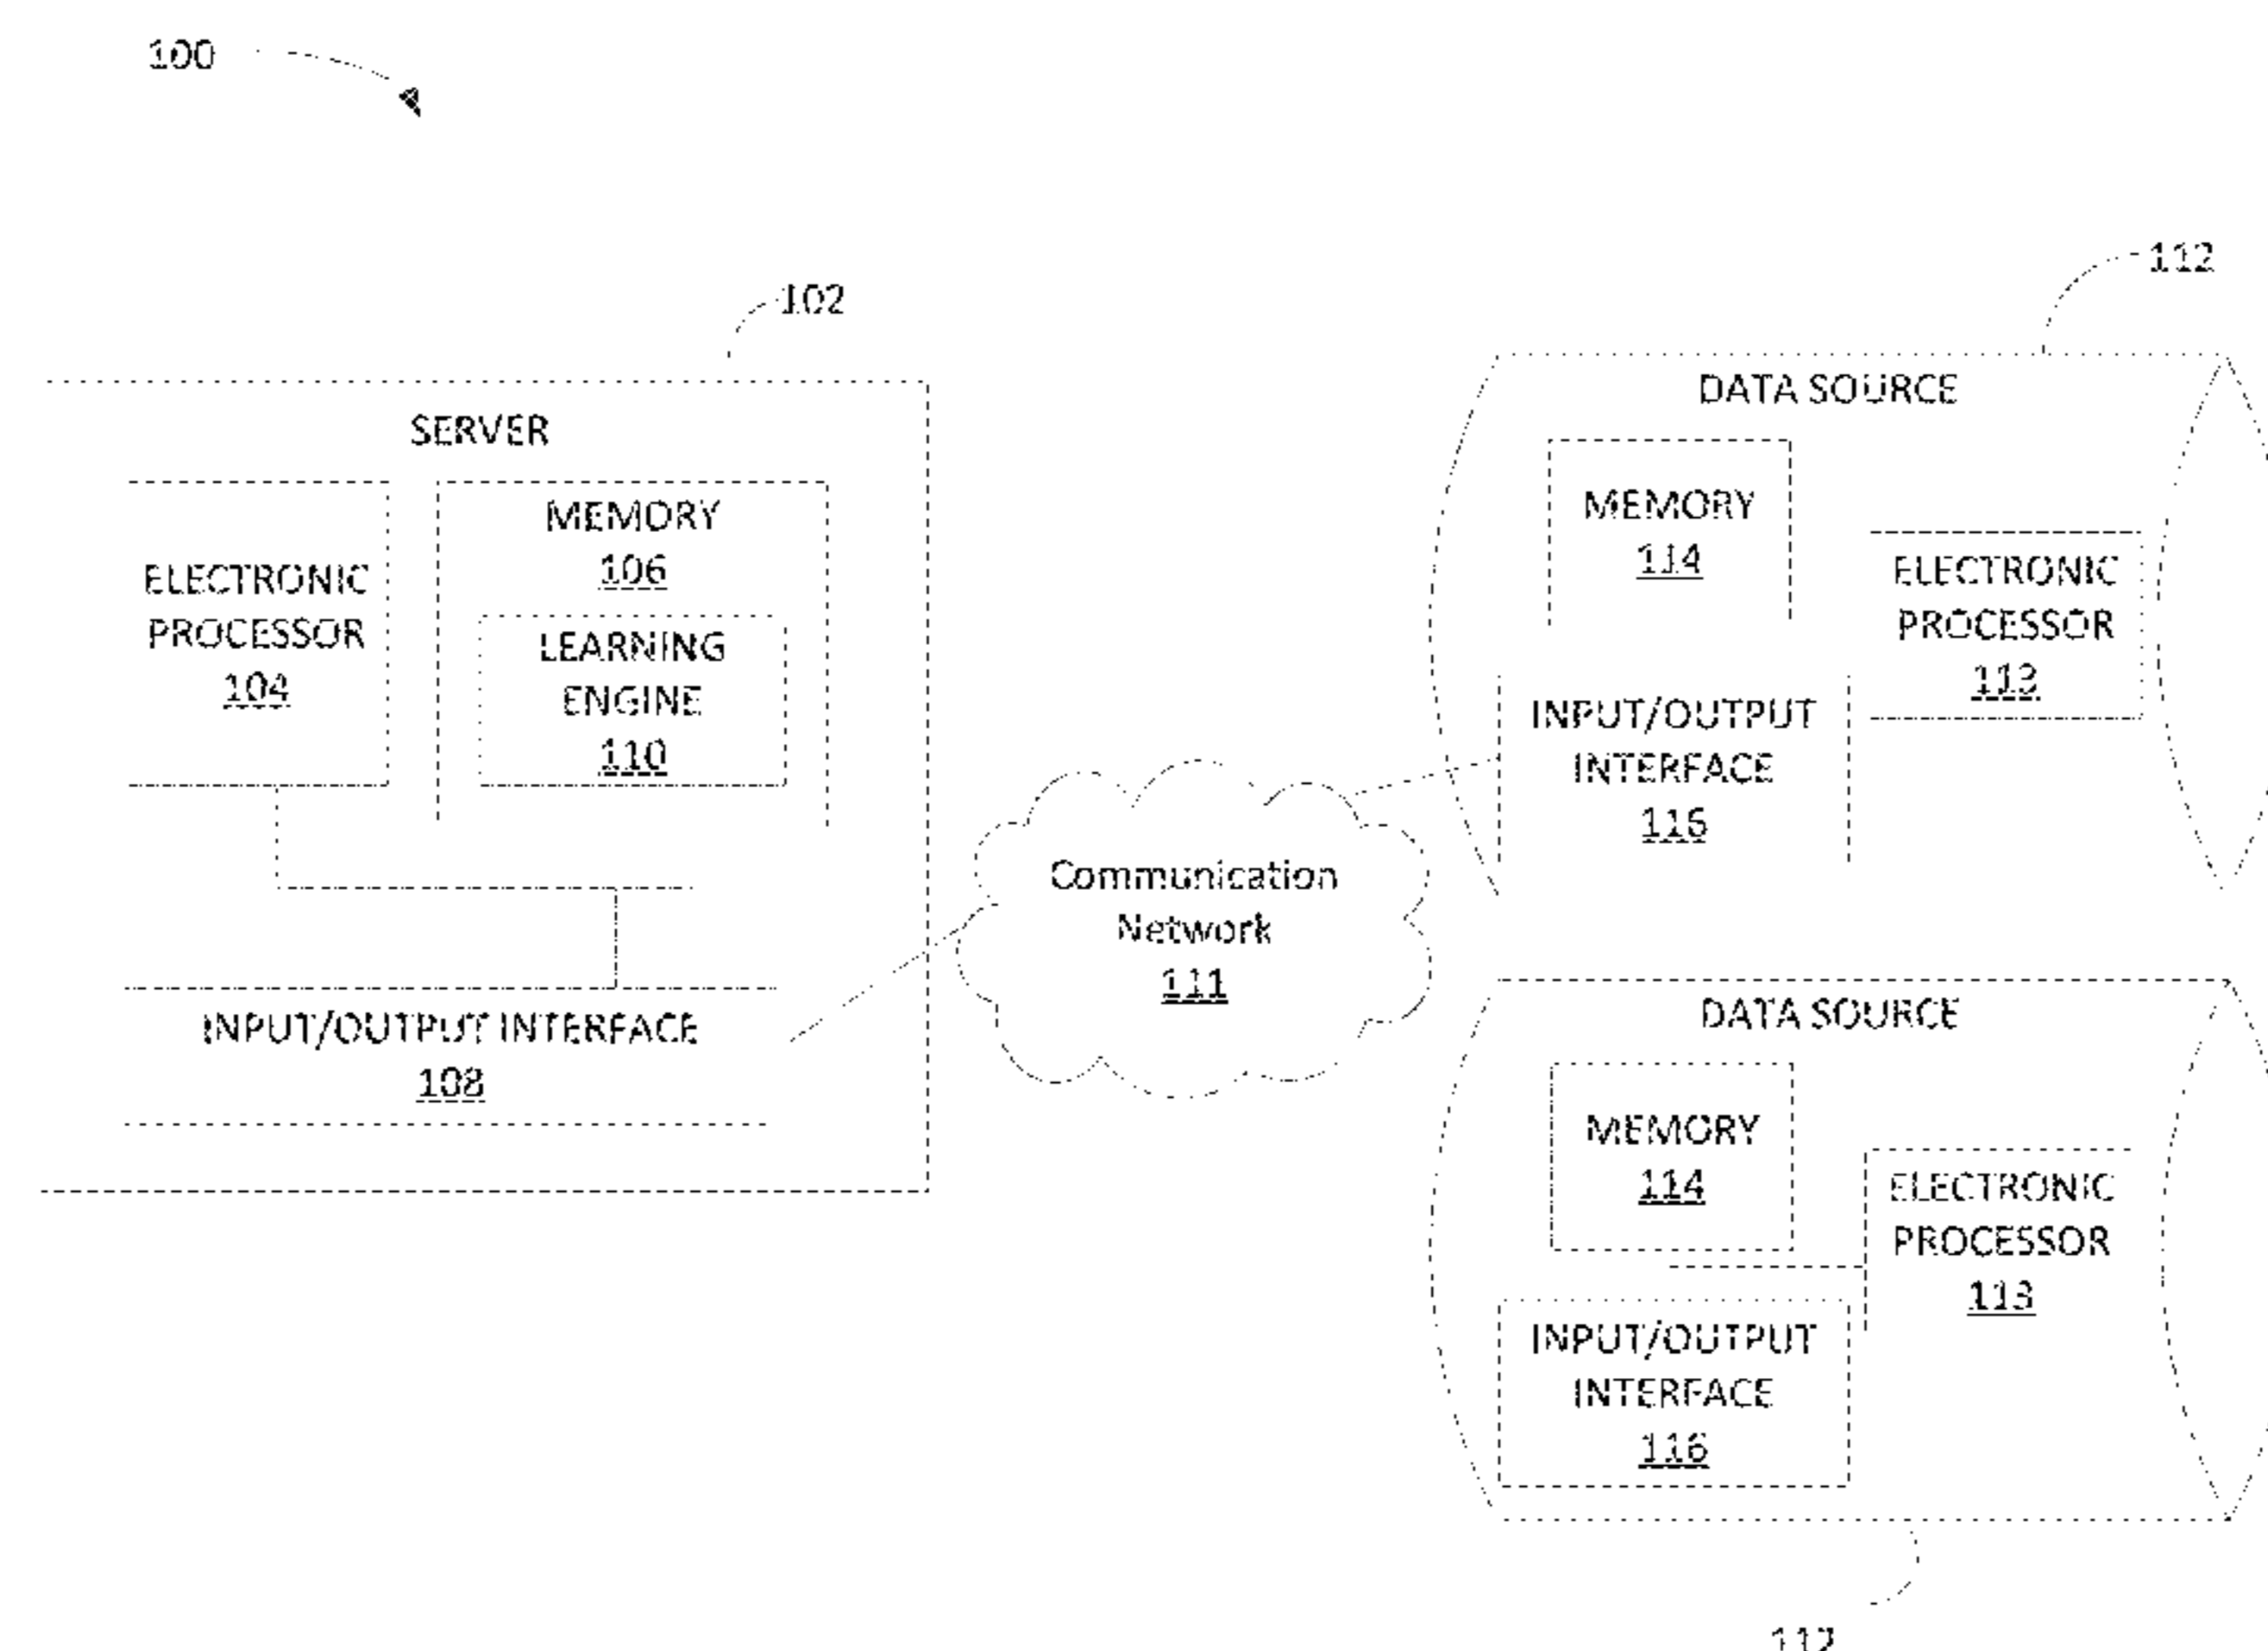 100
102
SERVER
ELECTRONIC
PROCESSOR
104
MEMORY
106
LEARNING
ENGINE
110
INPUT/OUTPUT INTERFACE
108
Communication
Network
111
112
DATA SOURCE
MEMORY
114
ELECTRONIC
PROCESSOR
113
INPUT/OUTPUT
INTERFACE
116
DATA SOURCE
MEMORY
114
ELECTRONIC
PROCESSOR
113
INPUT/OUTPUT
INTERFACE
116
112